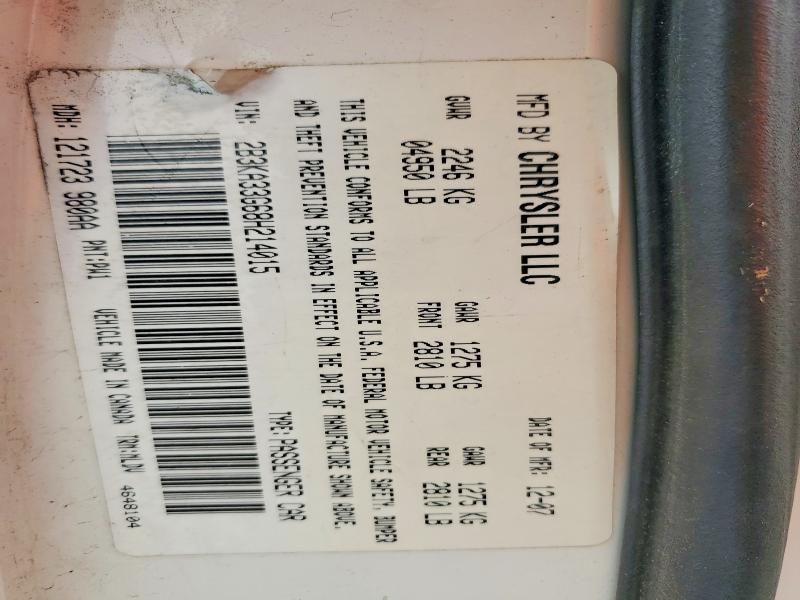 MFD BY CHRYSLER LLC DATE OF MFR: 12-07
GVWR 2246 KG GAWR 1275 KG GAWR 1275 KG
04950 LB FRONT 2810 LB REAR 2810 LB
THIS VEHICLE CONFORMS TO ALL APPLICABLE U.S.A. FEDERAL MOTOR VEHICLE SAFETY, BUMPER
AND THEFT PREVENTION STANDARDS IN EFFECT ON THE DATE OF MANUFACTURE SHOWN ABOVE.
VIN: 2B3KA33G68H214015 TYPE: PASSENGER CAR
MDH: 121723 980AA PNT:PW1 VEHICLE MADE IN CANADA TRM:MLDV 4648104